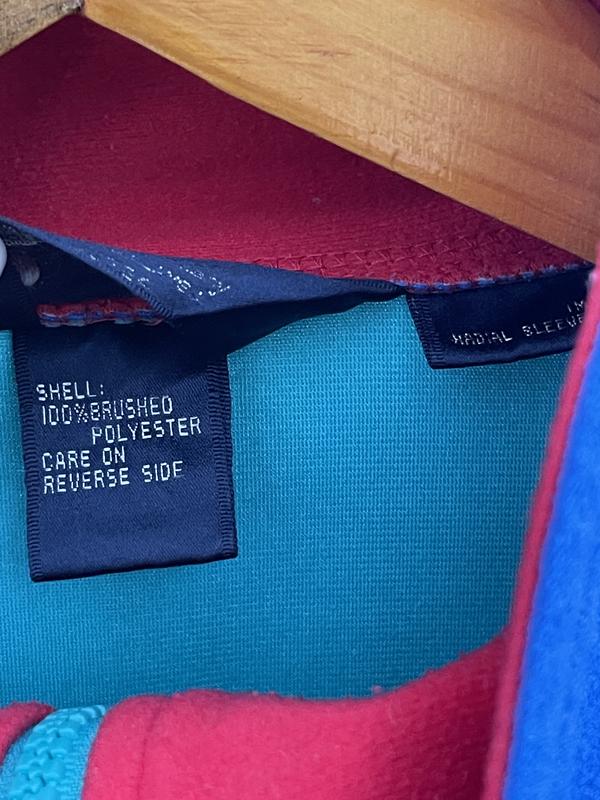 SHELL:
100%BRUSHED
POLYESTER
CARE ON
REVERSE SIDE
RADIAL SLEEVE